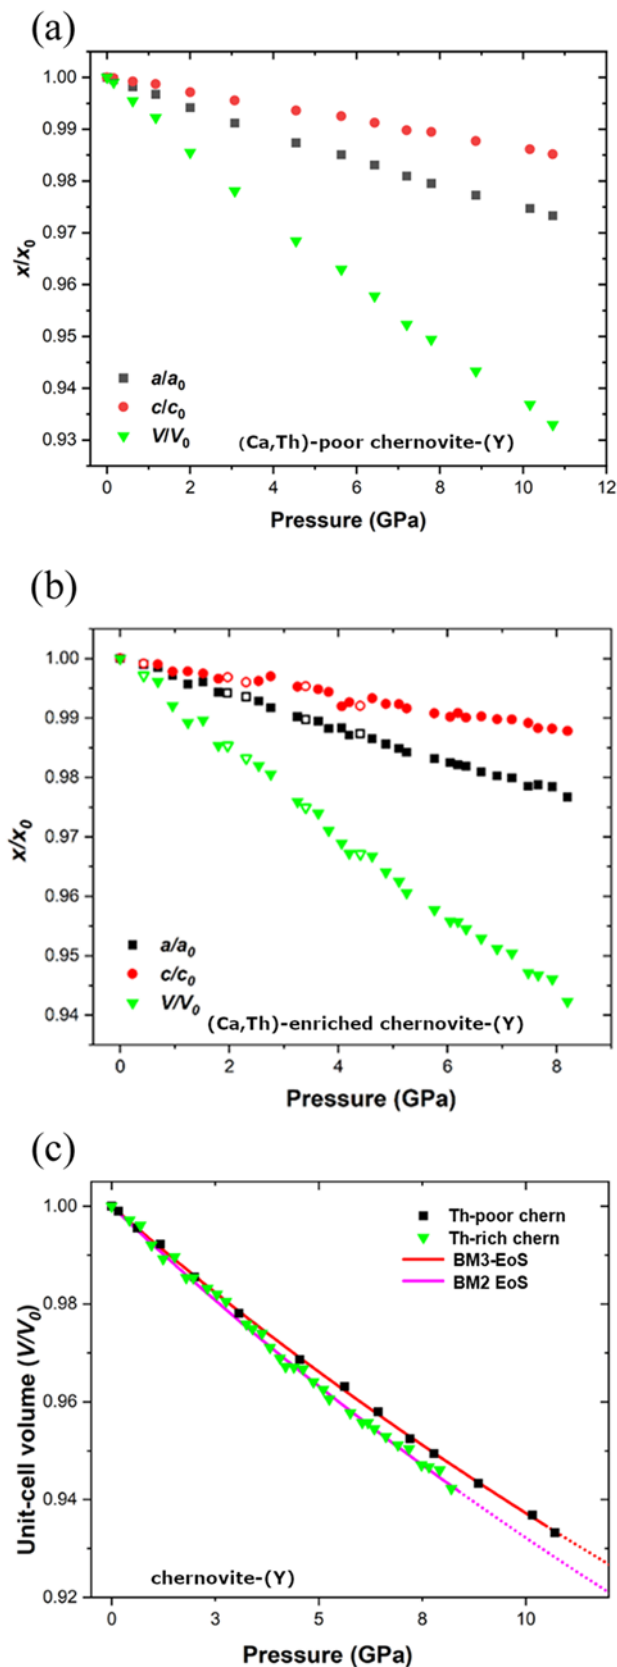 (a)
1.00
0.99
0.98
0.97
0.96
0.95
0.94
0.93
x/x0
a/a0
c/c0
V/V0
(Ca,Th)-poor chernovite-(Y)
0 2 4 6 8 10 12
Pressure (GPa)
(b)
1.00
0.99
0.98
0.97
0.96
0.95
0.94
x/x0
a/a0
c/c0
V/V0
(Ca,Th)-enriched chernovite-(Y)
0 2 4 6 8
Pressure (GPa)
(c)
1.00
0.98
0.96
0.94
0.92
Unit-cell volume (V/V0)
Th-poor chern
Th-rich chern
BM3-EoS
BM2 EoS
chernovite-(Y)
0 3 5 8 10
Pressure (GPa)